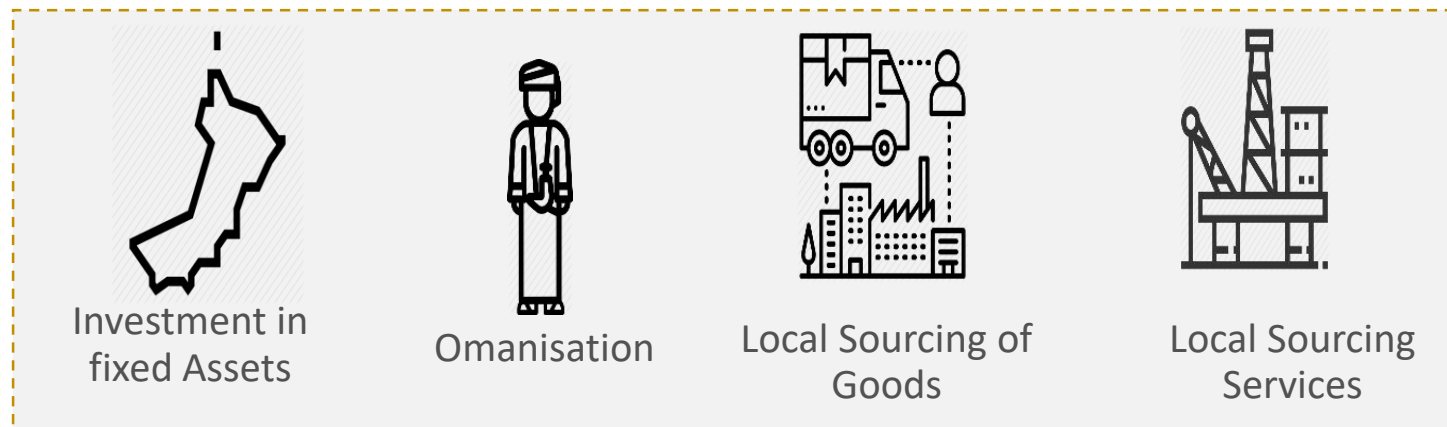 Investment in
fixed Assets
Omanisation
Local Sourcing of
Goods
Local Sourcing
Services